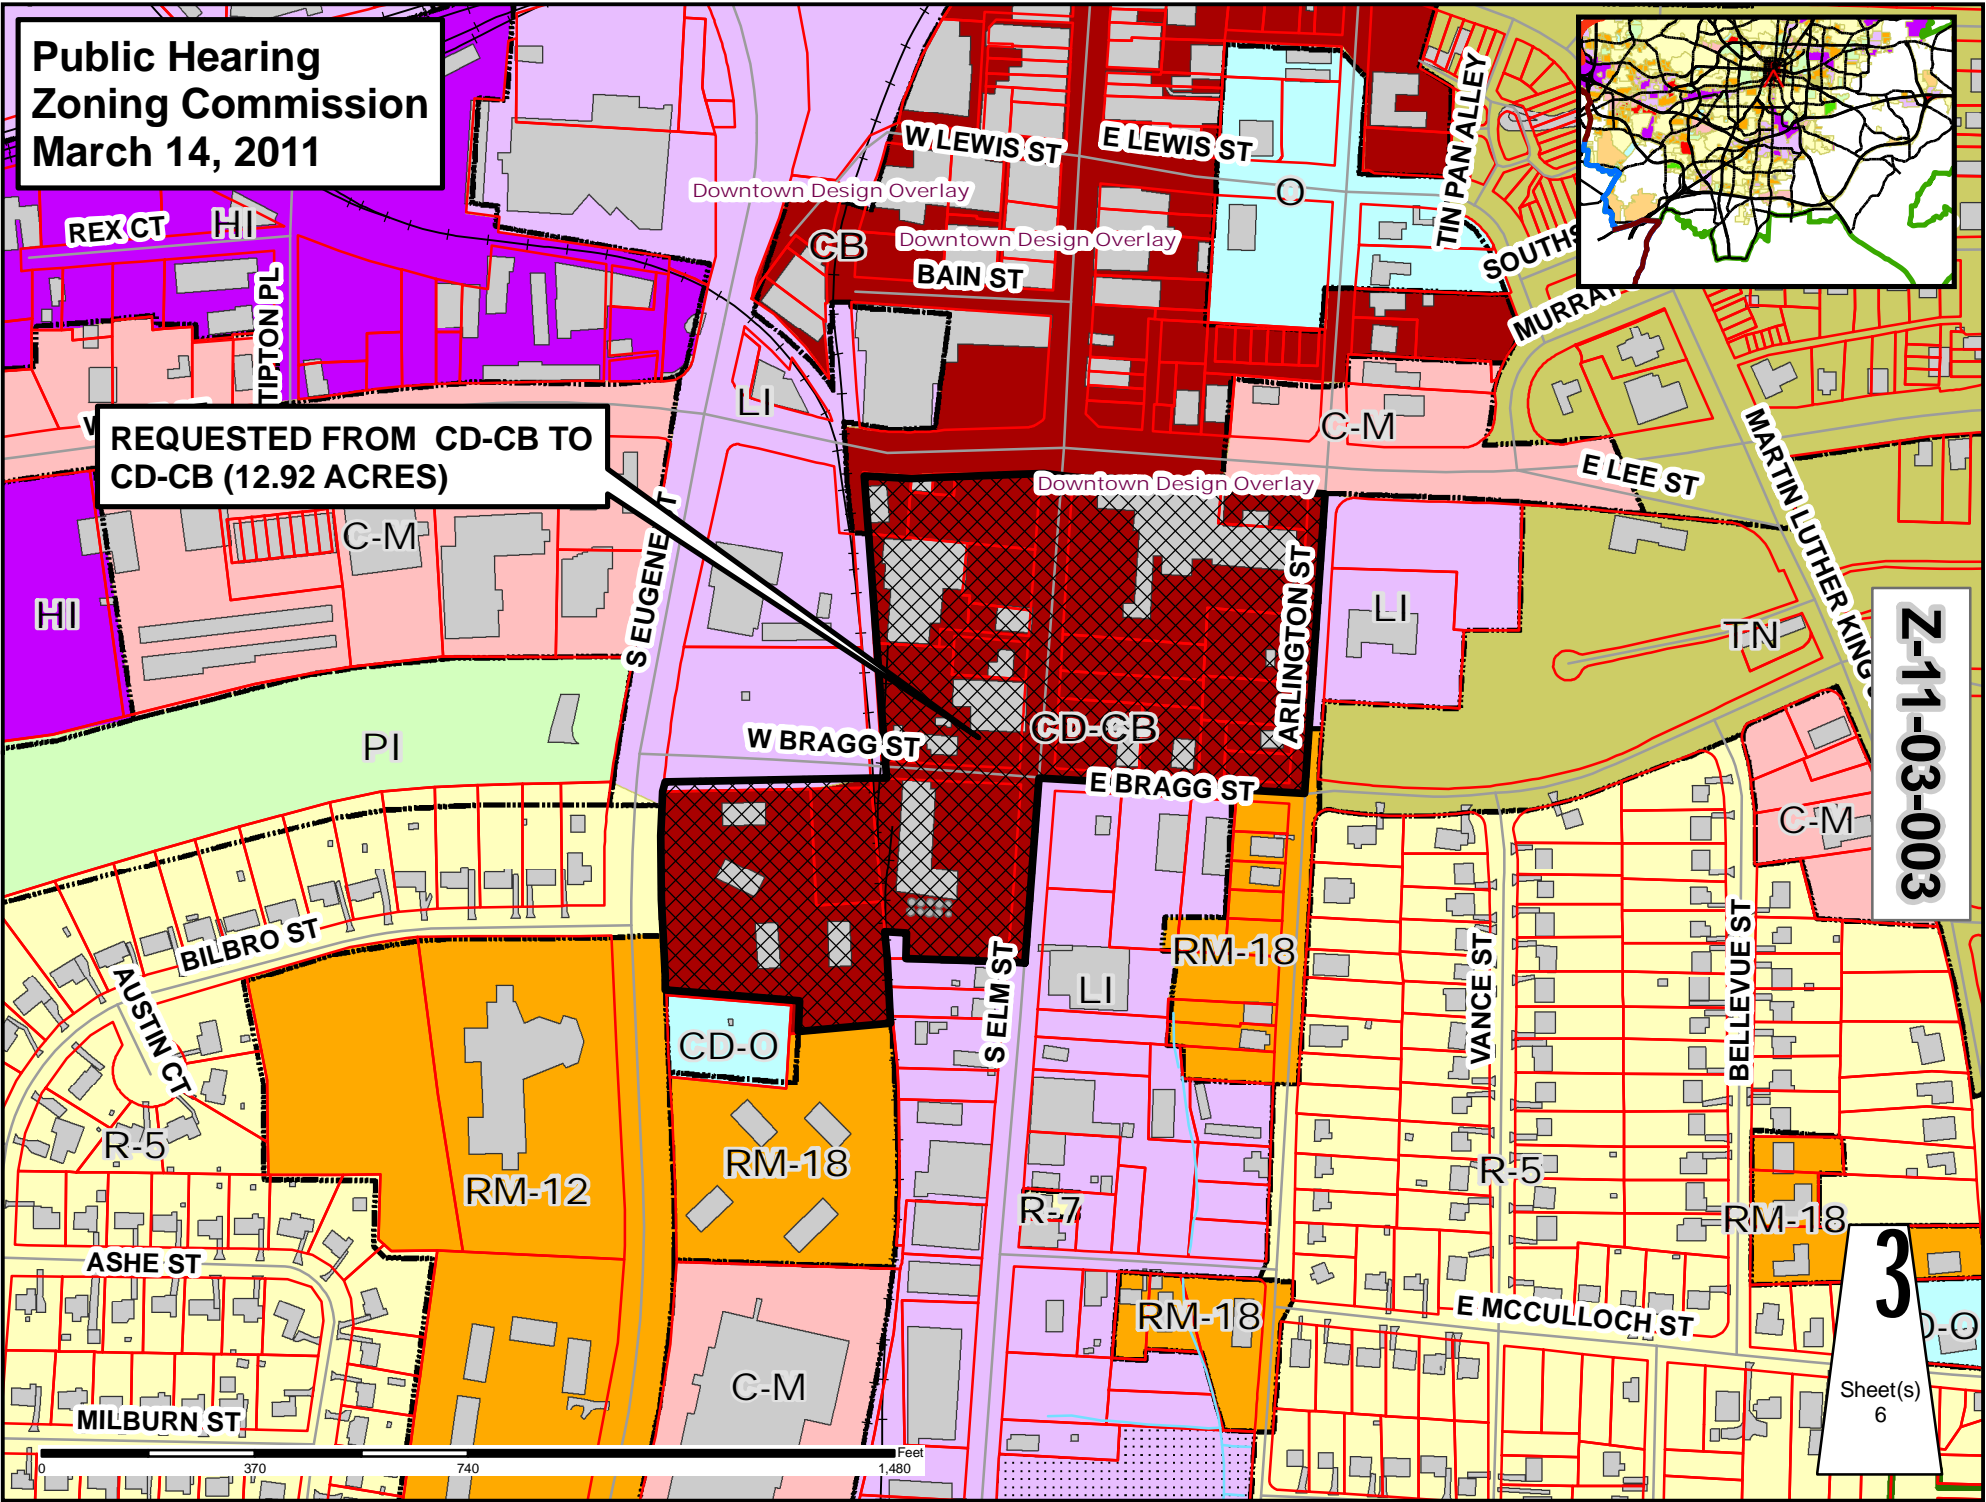 Public Hearing
Zoning Commission
March 14, 2011
REX CT
HI
TIPTON PL
Downtown Design Overlay
W LEWIS ST
E LEWIS ST
TIN PAN ALLEY
O
CB
Downtown Design Overlay
BAIN ST
LI
C-M
E LEE ST
MARTIN LUTHER KING
REQUESTED FROM CD-CB TO
CD-CB (12.92 ACRES)
Downtown Design Overlay
HI
C-M
S EUGENE ST
ARLINGTON ST
LI
TN
Z-11-03-003
PI
W BRAGG ST
CD-CB
E BRAGG ST
C-M
BILBRO ST
AUSTIN CT
RM-18
LI
S ELM ST
VANCE ST
BELLEVUE ST
CD-O
R-5
RM-12
RM-18
R-7
R-5
RM-18
ASHE ST
RM-18
E MCCULLOCH ST
3
C-M
Sheet(s)
6
MILBURN ST
0
370
740
1,480
Feet